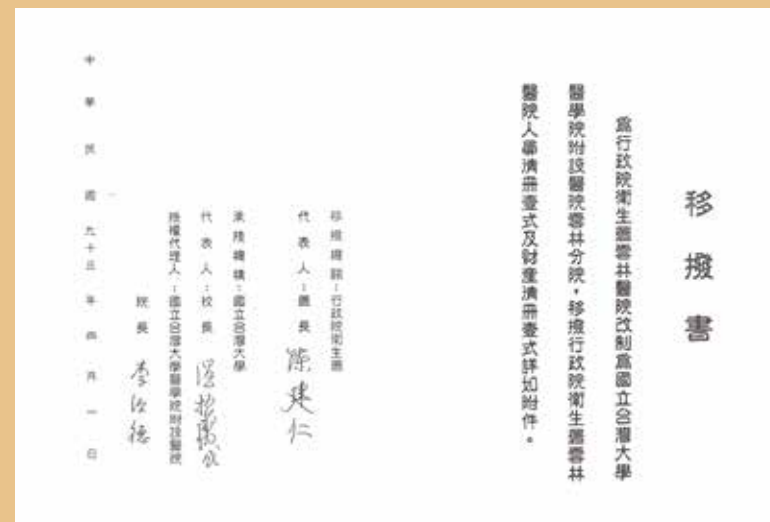 移撥書
為行政院衛生署雲林醫院改制為國立台灣大學
醫學院附設醫院雲林分院，移撥行政院衛生署雲林
醫院人事清冊壹式及財產清冊壹式詳如附件。
移撥機關：行政院衛生署
代表人：署長 陳建仁
承接機構：國立台灣大學
代表人：校長
授權代理人：國立台灣大學醫學院附設醫院
院長 李源德
中華民國九十三年四月一日